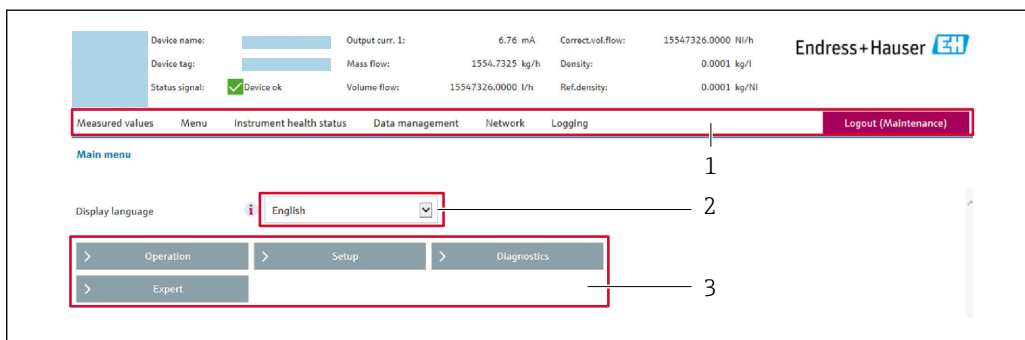 Device name: Output curr. 1: 6.76 mA Correct.vol.flow: 15547326.0000 Nl/h
Endress+Hauser EH
Device tag: Mass flow: 1554.7325 kg/h Density: 0.0001 kg/l
Status signal: Device ok Volume flow: 15547326.0000 l/h Ref.density: 0.0001 kg/Nl
Measured values Menu Instrument health status Data management Network Logging Logout (Maintenance)
1
Main menu
Display language i English 2
> Operation > Setup > Diagnostics
> Expert 3